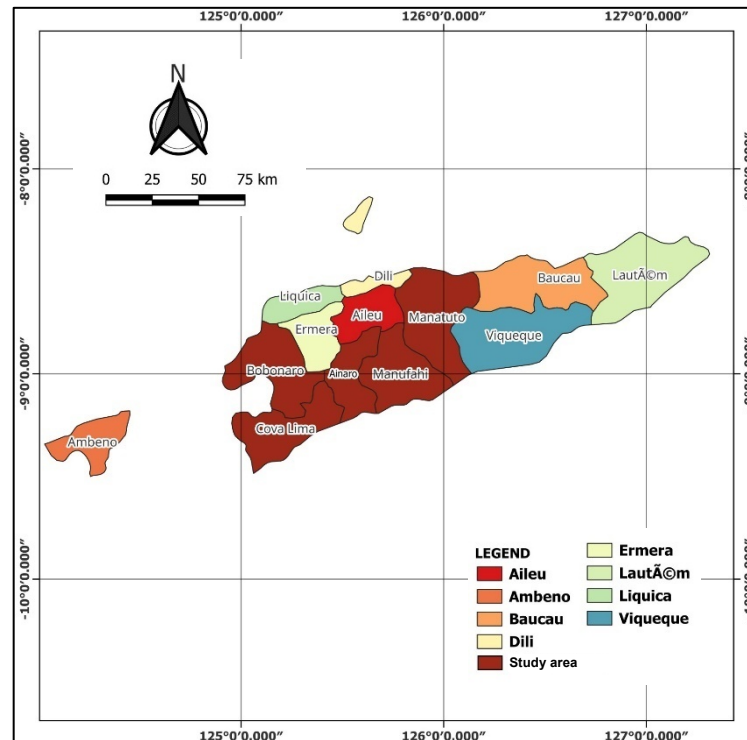 125°0′0.000″ 126°0′0.000″ 127°0′0.000″
N
0 25 50 75 km
-8°0′0.000″
Dili
LautÃ©m
Baucau
Liquica
Aileu
Manatuto
Ermera
Viqueque
Bobonaro
Ainaro
Manufahi
-9°0′0.000″
Cova Lima
Ambeno
LEGEND
Aileu
Ambeno
Baucau
Dili
Study area
Ermera
LautÃ©m
Liquica
Viqueque
-10°0′0.000″
125°0′0.000″ 126°0′0.000″ 127°0′0.000″